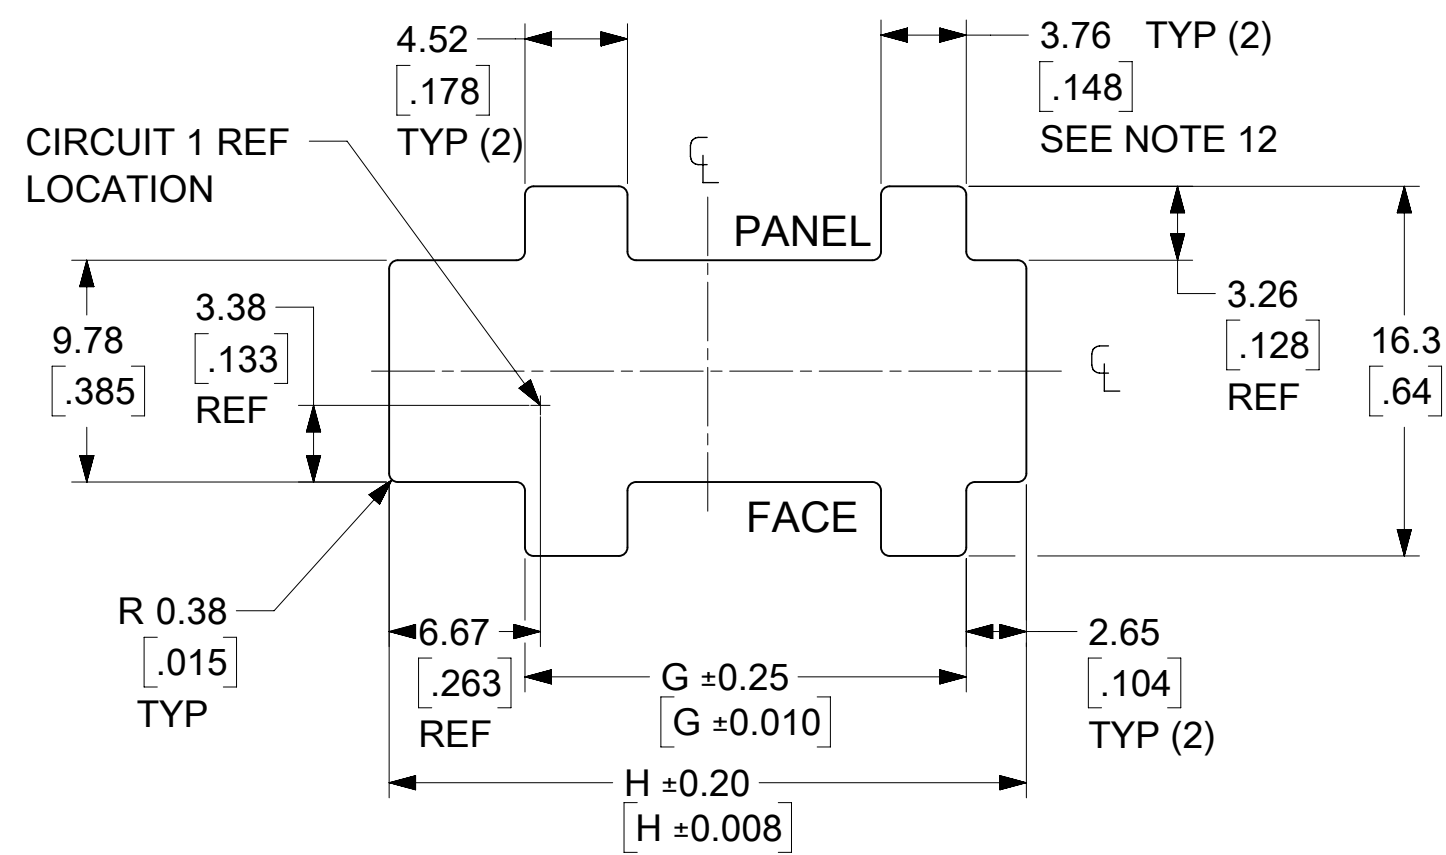 4.52
[.178]
TYP (2)
3.76 TYP (2)
[.148]
SEE NOTE 12
CIRCUIT 1 REF
LOCATION
℄
PANEL
3.38
[.133]
REF
9.78
[.385]
3.26
[.128]
REF
16.3
[.64]
℄
FACE
R 0.38
[.015]
TYP
6.67
[.263]
REF
G ±0.25
[G ±0.010]
2.65
[.104]
TYP (2)
H ±0.20
[H ±0.008]